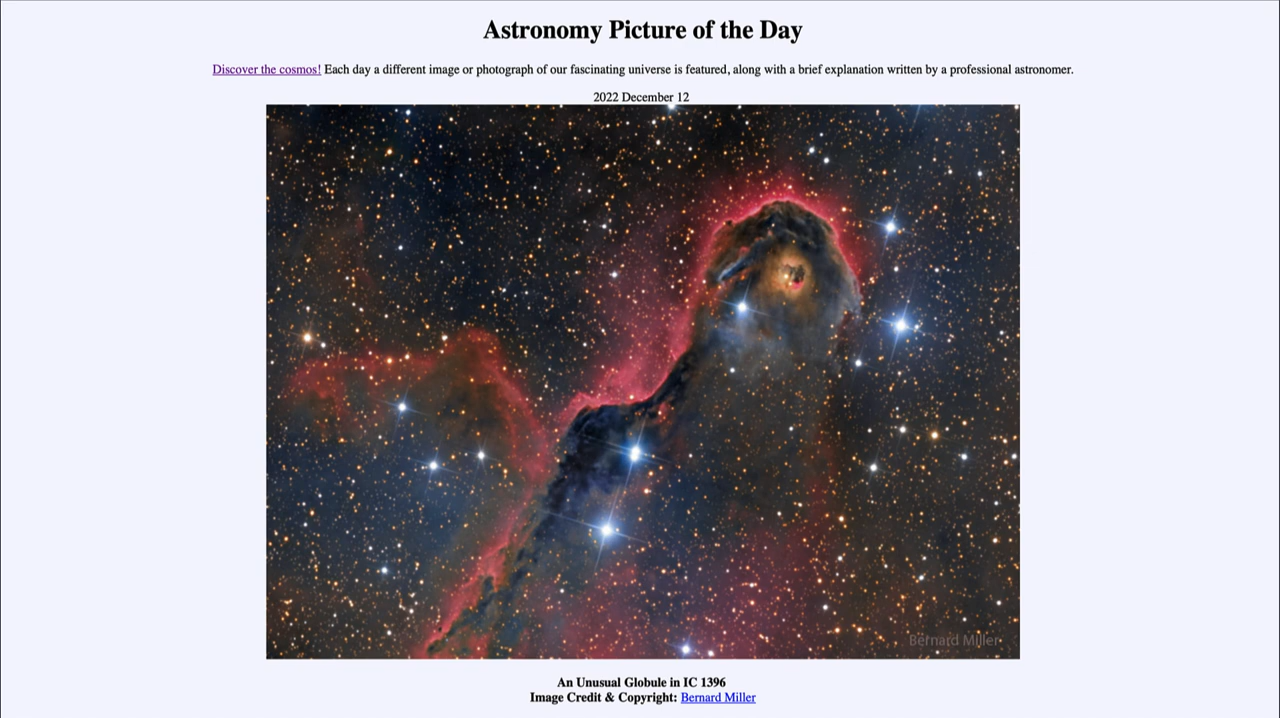 Astronomy Picture of the Day
Discover the cosmos! Each day a different image or photograph of our fascinating universe is featured, along with a brief explanation written by a professional astronomer.
2022 December 12
Bernard Miller
An Unusual Globule in IC 1396
Image Credit & Copyright: Bernard Miller